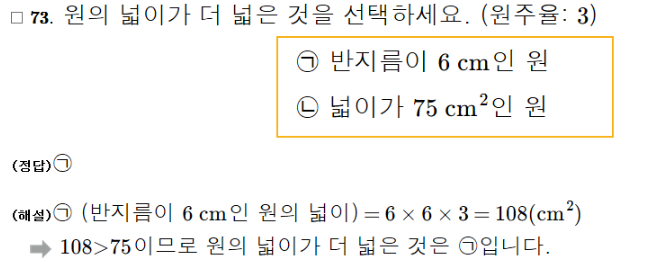 □ 73. 원의 넓이가 더 넓은 것을 선택하세요. (원주율: 3)
㉠ 반지름이 6 cm인 원
㉡ 넓이가 75 cm²인 원
(정답)㉠
(해설)㉠ (반지름이 6 cm인 원의 넓이) = 6 × 6 × 3 = 108(cm²)
➡ 108>75이므로 원의 넓이가 더 넓은 것은 ㉠입니다.